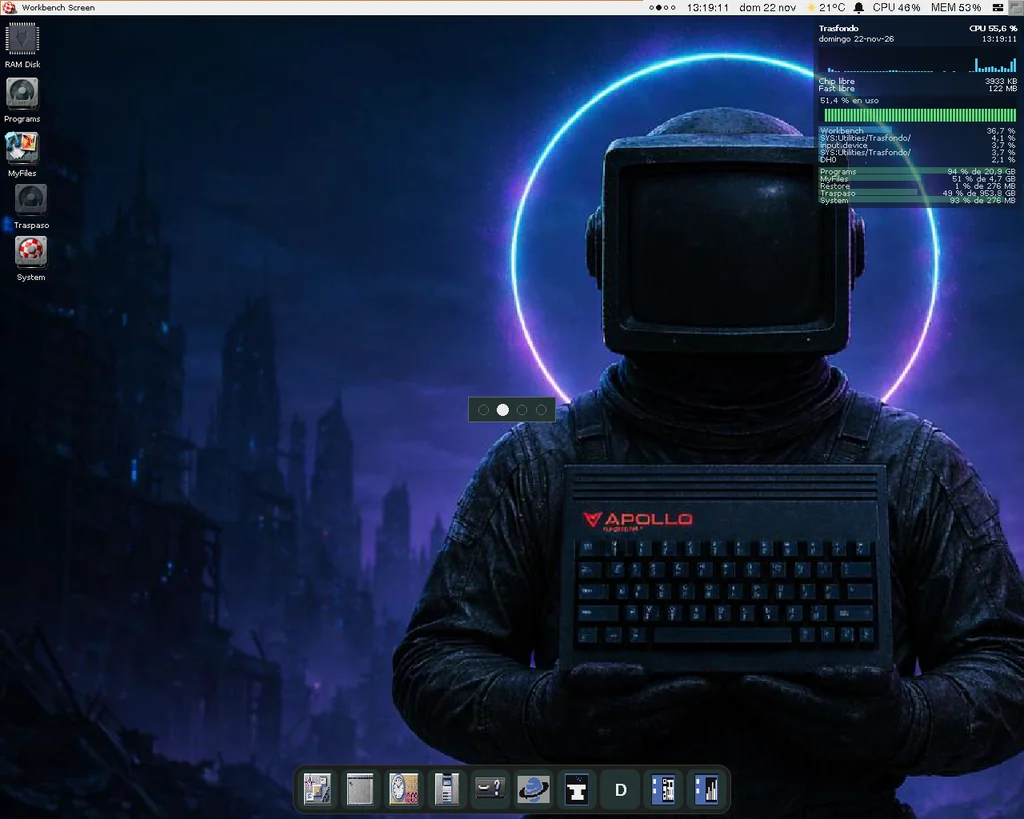 Workbench Screen
13:19:11 dom 22 nov 21ºC CPU 46% MEM 53%
RAM Disk
Programs
MyFiles
Traspaso
System
Trasfondo CPU 55,6 %
domingo 22-nov-26 13:19:11
Chip libre 3933 KB
Fast libre 122 MB
51,4 % en uso
Workbench 36,7 %
SYS:Utilities/Trasfondo/ 4,1 %
input.device 3,7 %
SYS:Utilities/Trasfondo/ 3,7 %
DH0 2,1 %
Programs 94 % de 20,9 GB
MyFiles 51 % de 4,7 GB
Restore 1 % de 276 MB
Traspaso 49 % de 953,8 GB
System 93 % de 276 MB
APOLLO
D